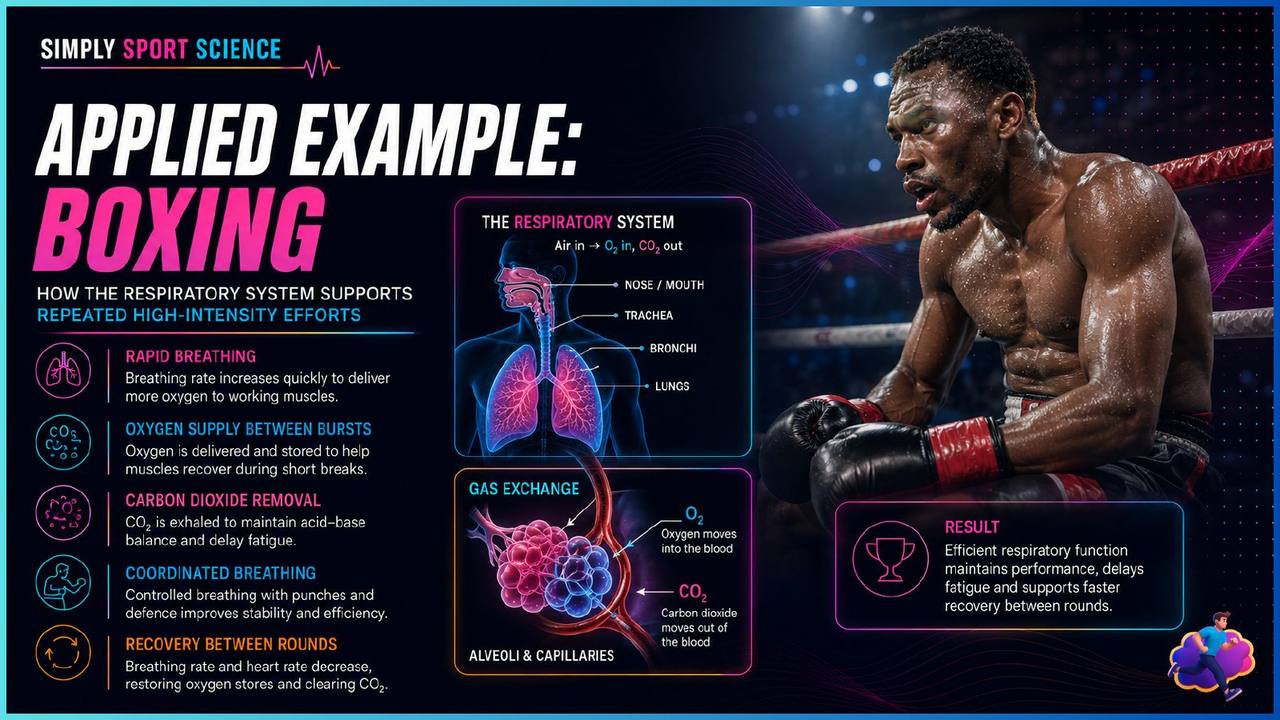 SIMPLY SPORT SCIENCE
APPLIED EXAMPLE:
BOXING
HOW THE RESPIRATORY SYSTEM SUPPORTS
REPEATED HIGH-INTENSITY EFFORTS
RAPID BREATHING
Breathing rate increases quickly to deliver
more oxygen to working muscles.
OXYGEN SUPPLY BETWEEN BURSTS
Oxygen is delivered and stored to help
muscles recover during short breaks.
CARBON DIOXIDE REMOVAL
CO₂ is exhaled to maintain acid–base
balance and delay fatigue.
COORDINATED BREATHING
Controlled breathing with punches and
defence improves stability and efficiency.
RECOVERY BETWEEN ROUNDS
Breathing rate and heart rate decrease,
restoring oxygen stores and clearing CO₂.
THE RESPIRATORY SYSTEM
Air in → O₂ in, CO₂ out
NOSE / MOUTH
TRACHEA
BRONCHI
LUNGS
GAS EXCHANGE
O₂
Oxygen moves
into the blood
CO₂
Carbon dioxide
moves out of
the blood
ALVEOLI & CAPILLARIES
RESULT
Efficient respiratory function
maintains performance, delays
fatigue and supports faster
recovery between rounds.